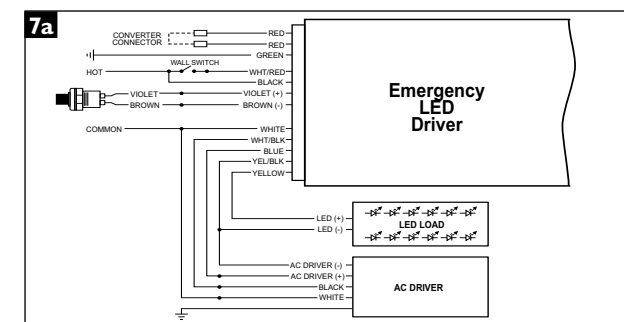 7a
CONVERTER
CONNECTOR
RED
RED
GREEN
WALL SWITCH
HOT
WHT/RED
BLACK
VIOLET
VIOLET (+)
BROWN
BROWN (-)
COMMON
WHITE
WHT/BLK
BLUE
YEL/BLK
YELLOW
Emergency
LED
Driver
LED (+)
LED (-)
LED LOAD
AC DRIVER (-)
AC DRIVER (+)
BLACK
WHITE
AC DRIVER